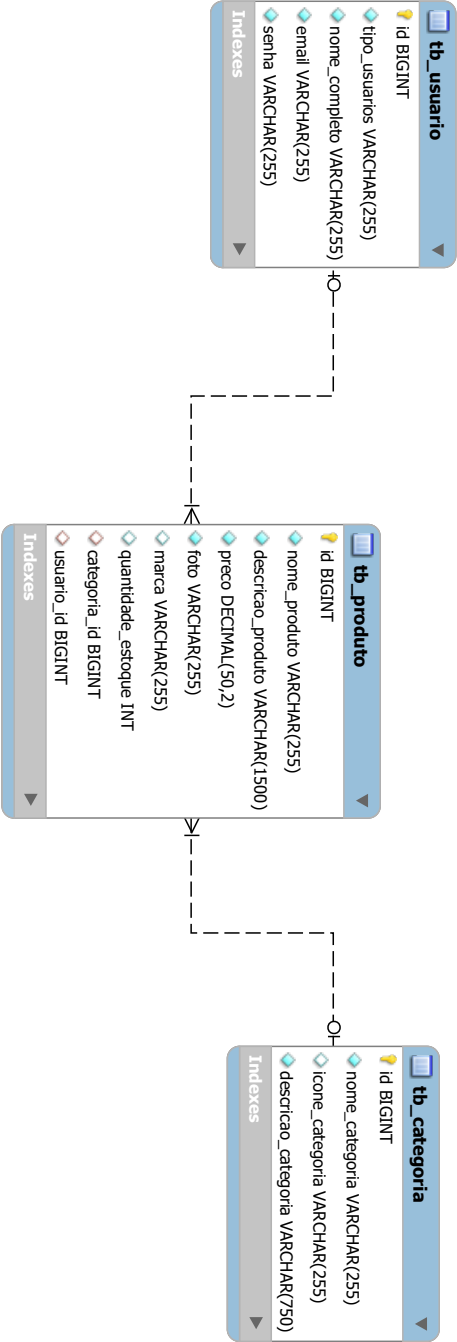 tb_usuario
id BIGINT
tipo_usuarios VARCHAR(255)
nome_completo VARCHAR(255)
email VARCHAR(255)
senha VARCHAR(255)
Indexes
tb_produto
id BIGINT
nome_produto VARCHAR(255)
descricao_produto VARCHAR(1500)
preco DECIMAL(50,2)
foto VARCHAR(255)
marca VARCHAR(255)
quantidade_estoque INT
categoria_id BIGINT
usuario_id BIGINT
Indexes
tb_categoria
id BIGINT
nome_categoria VARCHAR(255)
icone_categoria VARCHAR(255)
descricao_categoria VARCHAR(750)
Indexes